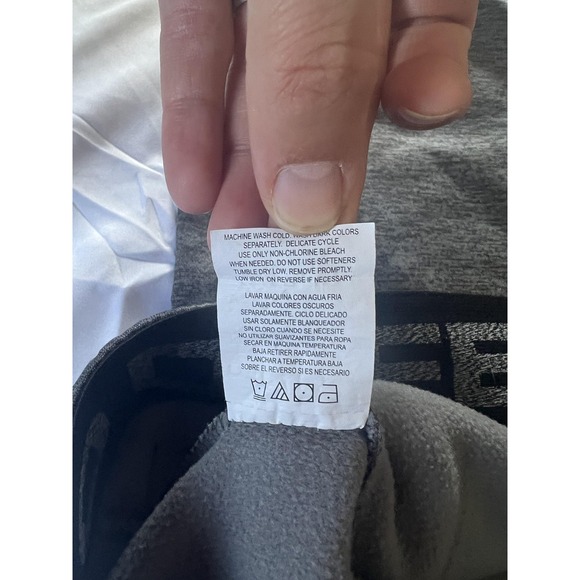 MACHINE WASH COLD. WASH DARK COLORS
SEPARATELY. DELICATE CYCLE
USE ONLY NON-CHLORINE BLEACH
WHEN NEEDED. DO NOT USE SOFTENERS
TUMBLE DRY LOW. REMOVE PROMPTLY.
LOW IRON ON REVERSE IF NECESSARY
LAVAR MAQUINA CON AGUA FRIA
LAVAR COLORES OSCUROS
SEPARADAMENTE. CICLO DELICADO
USAR SOLAMENTE BLANQUEADOR
SIN CLORO CUANDO SE NECESITE
NO UTILIZAR SUAVIZANTES PARA ROPA
SECAR EN MAQUINA TEMPERATURA
BAJA RETIRER RAPIDAMENTE
PLANCHAR A TEMPERATURA BAJA
SOBRE EL REVERSO SI ES NECESARIO